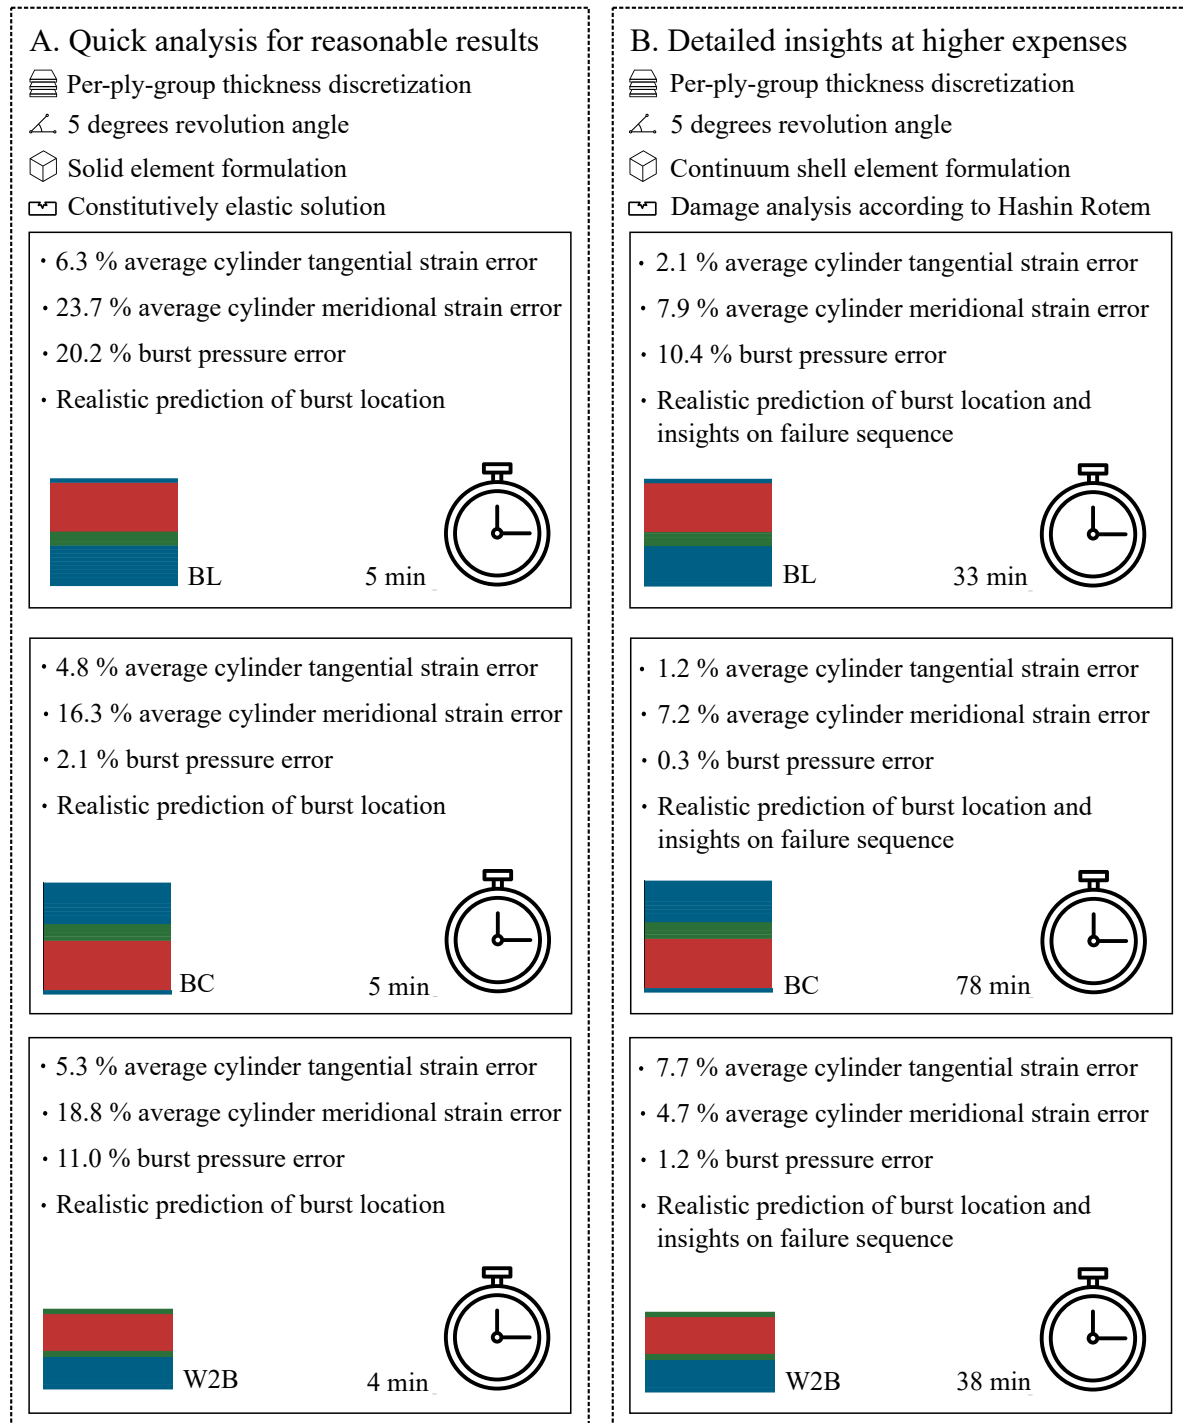 A. Quick analysis for reasonable results
Per-ply-group thickness discretization
5 degrees revolution angle
Solid element formulation
Constitutively elastic solution
· 6.3 % average cylinder tangential strain error
· 23.7 % average cylinder meridional strain error
· 20.2 % burst pressure error
· Realistic prediction of burst location
BL
5 min
· 4.8 % average cylinder tangential strain error
· 16.3 % average cylinder meridional strain error
· 2.1 % burst pressure error
· Realistic prediction of burst location
BC
5 min
· 5.3 % average cylinder tangential strain error
· 18.8 % average cylinder meridional strain error
· 11.0 % burst pressure error
· Realistic prediction of burst location
W2B
4 min
B. Detailed insights at higher expenses
Per-ply-group thickness discretization
5 degrees revolution angle
Continuum shell element formulation
Damage analysis according to Hashin Rotem
· 2.1 % average cylinder tangential strain error
· 7.9 % average cylinder meridional strain error
· 10.4 % burst pressure error
· Realistic prediction of burst location and
insights on failure sequence
BL
33 min
· 1.2 % average cylinder tangential strain error
· 7.2 % average cylinder meridional strain error
· 0.3 % burst pressure error
· Realistic prediction of burst location and
insights on failure sequence
BC
78 min
· 7.7 % average cylinder tangential strain error
· 4.7 % average cylinder meridional strain error
· 1.2 % burst pressure error
· Realistic prediction of burst location and
insights on failure sequence
W2B
38 min